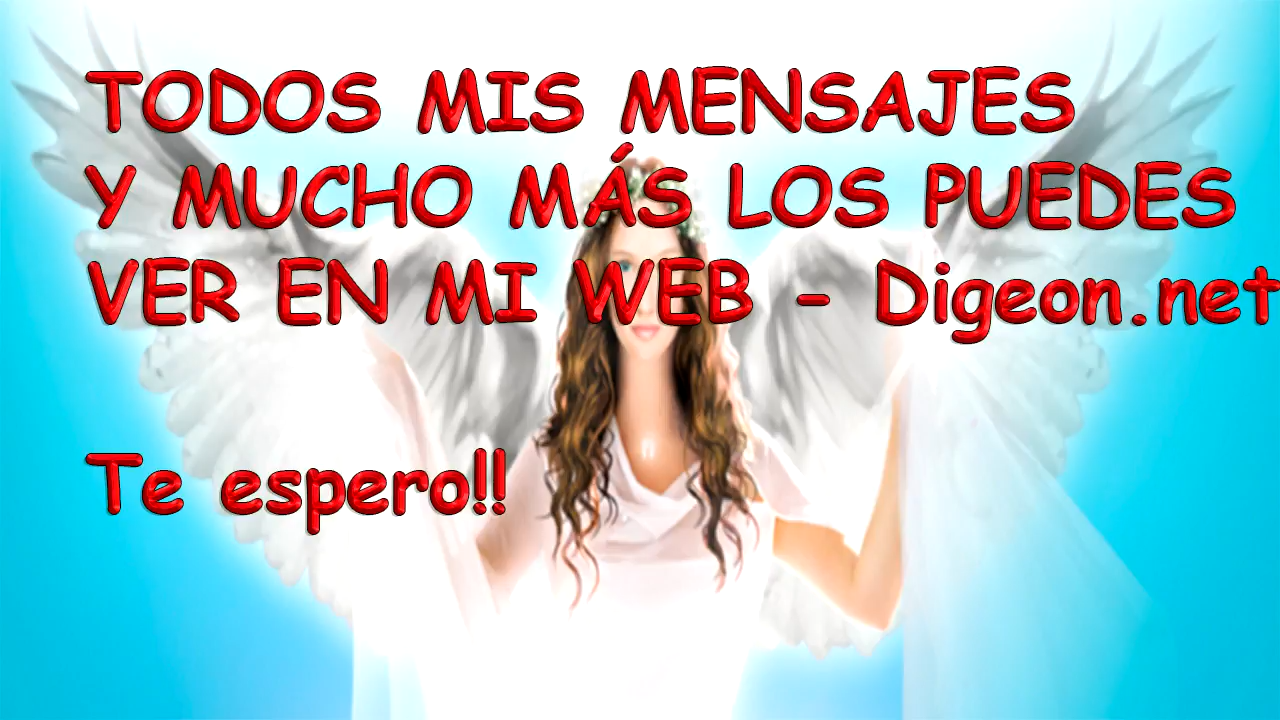 TODOS MIS MENSAJES
Y MUCHO MÁS LOS PUEDES
VER EN MI WEB - Digeon.net
Te espero!!